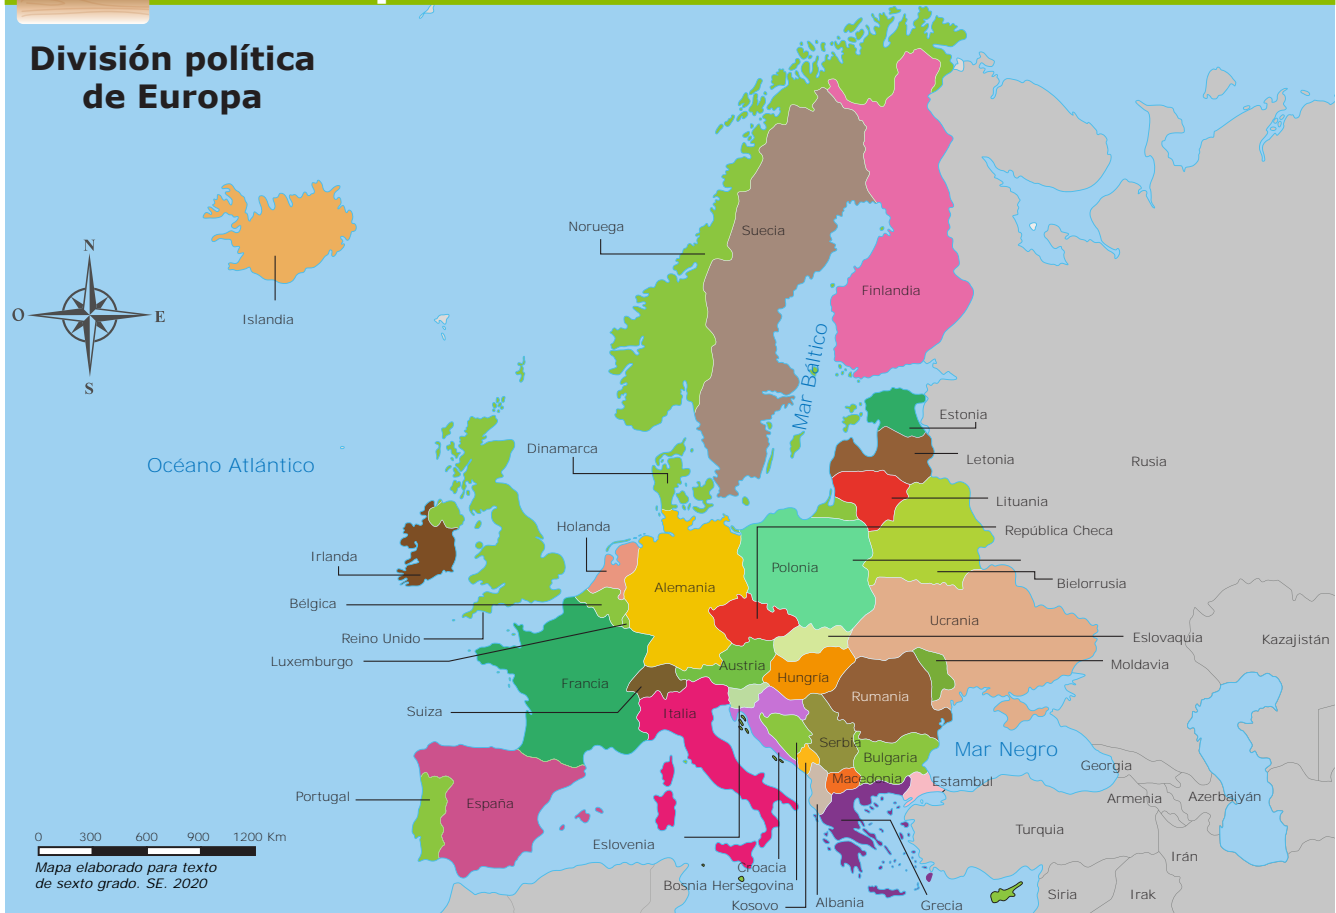 División política
de Europa
N
O
E
S
Islandia
Noruega
Suecia
Finlandia
Mar Báltico
Estonia
Letonia
Rusia
Lituania
República Checa
Dinamarca
Océano Atlántico
Holanda
Irlanda
Alemania
Polonia
Bielorrusia
Bélgica
Reino Unido
Ucrania
Eslovaquia
Kazajistán
Luxemburgo
Moldavia
Austria
Hungría
Francia
Rumania
Suiza
Italia
Serbia
Mar Negro
Bulgaria
Georgia
Macedonia
Estambul
Portugal
España
Armenia
Azerbaiyán
Turquia
0 300 600 900 1200 Km
Eslovenia
Irán
Mapa elaborado para texto
de sexto grado. SE. 2020
Croacia
Bosnia Hersegovina
Kosovo
Albania
Grecia
Siria
Irak